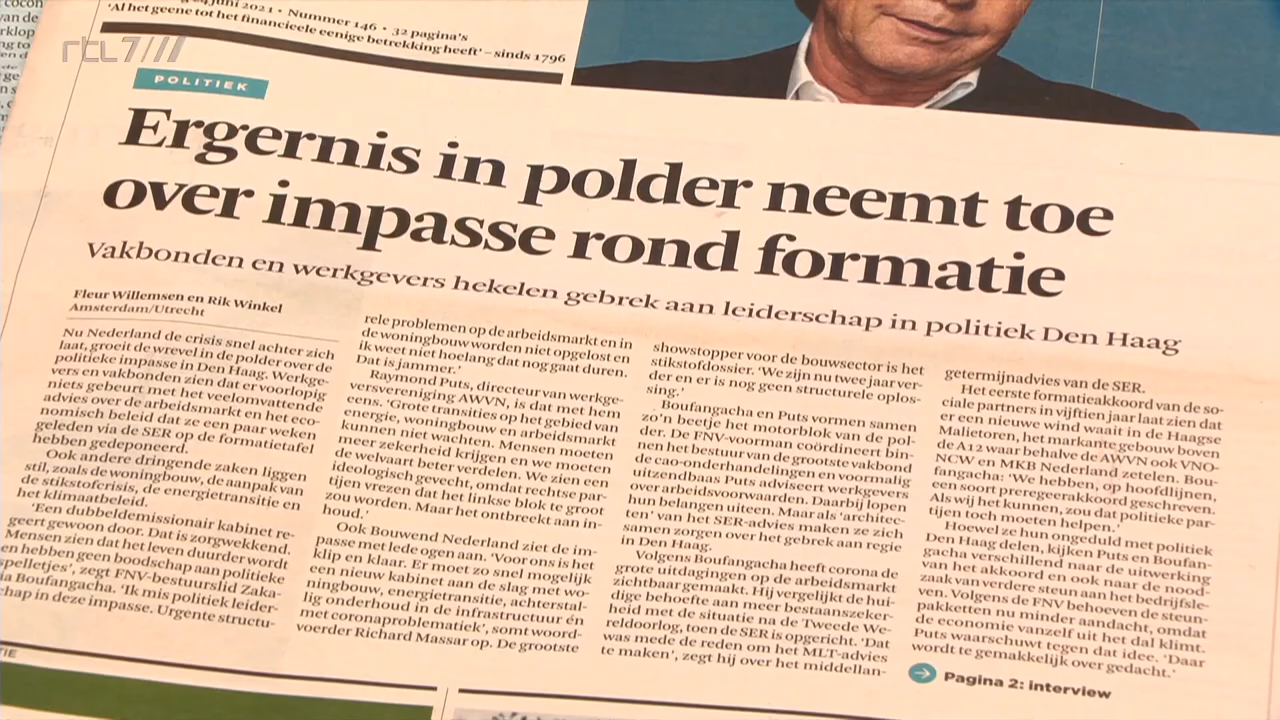 rtl 7
juni 2021 • Nummer 146 • 32 pagina's
'Al het geene tot het financieele eenige betrekking heeft' – sinds 1796
POLITIEK
Ergernis in polder neemt toe
over impasse rond formatie
Vakbonden en werkgevers hekelen gebrek aan leiderschap in politiek Den Haag
Fleur Willemsen en Rik Winkel
Amsterdam/Utrecht
Nu Nederland de crisis snel achter zich
laat, groeit de wrevel in de polder over de
politieke impasse in Den Haag. Werkge-
vers en vakbonden zien dat er voorlopig
niets gebeurt met het veelomvattende
advies over de arbeidsmarkt en het eco-
nomisch beleid dat ze een paar weken
geleden via de SER op de formatietafel
hebben gedeponeerd.
Ook andere dringende zaken liggen
stil, zoals de woningbouw, de aanpak van
de stikstofcrisis, de energietransitie en
het klimaatbeleid.
'Een dubbeldemissionair kabinet re-
geert gewoon door. Dat is zorgwekkend.
Mensen zien dat het leven duurder wordt
en hebben geen boodschap aan politieke
spelletjes', zegt FNV-bestuurslid Zaka-
ia Boufangacha. 'Ik mis politiek leider-
chap in deze impasse. Urgente structu-
rele problemen op de arbeidsmarkt en in
de woningbouw worden niet opgelost en
ik weet niet hoelang dat nog gaat duren.
Dat is jammer.'
Raymond Puts, directeur van werkge-
versvereniging AWVN, is dat met hem
eens. 'Grote transities op het gebied van
energie, woningbouw en arbeidsmarkt
kunnen niet wachten. Mensen moeten
meer zekerheid krijgen en we moeten
de welvaart beter verdelen. We zien een
ideologisch gevecht, omdat rechtse par-
tijen vrezen dat het linkse blok te groot
zou worden. Maar het ontbreekt aan in-
houd.'
Ook Bouwend Nederland ziet de im-
passe met lede ogen aan. 'Voor ons is het
klip en klaar. Er moet zo snel mogelijk
een nieuw kabinet aan de slag met wo-
ningbouw, energietransitie, achterstal-
lig onderhoud in de infrastructuur én
met coronaproblematiek', somt woord-
voerder Richard Massar op. De grootste
showstopper voor de bouwsector is het
stikstofdossier. 'We zijn nu twee jaar ver-
der en er is nog geen structurele oplos-
sing.'
Boufangacha en Puts vormen samen
zo'n beetje het motorblok van de pol-
der. De FNV-voorman coördineert bin-
nen het bestuur van de grootste vakbond
de cao-onderhandelingen en voormalig
uitzendbaas Puts adviseert werkgevers
over arbeidsvoorwaarden. Daarbij lopen
hun belangen uiteen. Maar als 'architec-
ten' van het SER-advies maken ze zich
samen zorgen over het gebrek aan regie
in Den Haag.
Volgens Boufangacha heeft corona de
grote uitdagingen op de arbeidsmarkt
zichtbaar gemaakt. Hij vergelijkt de hui-
dige behoefte aan meer bestaanszeker-
heid met de situatie na de Tweede We-
reldoorlog, toen de SER is opgericht. 'Dat
was mede de reden om het MLT-advies
te maken', zegt hij over het middellan-
getermijnadvies van de SER.
Het eerste formatieakkoord van de so-
ciale partners in vijftien jaar laat zien dat
er een nieuwe wind waait in de Haagse
Malietoren, het markante gebouw boven
de A12 waar behalve de AWVN ook VNO-
NCW en MKB Nederland zetelen. Bou-
fangacha: 'We hebben, op hoofdlijnen,
een soort preregeerakkoord geschreven.
Als wij het kunnen, zou dat politieke par-
tijen toch moeten helpen.'
Hoewel ze hun ongeduld met politiek
Den Haag delen, kijken Puts en Boufan-
gacha verschillend naar de uitwerking
van het akkoord en ook naar de nood-
zaak van verdere steun aan het bedrijfsle-
ven. Volgens de FNV behoeven de steun-
pakketten nu minder aandacht, omdat
de economie vanzelf uit het dal klimt.
Puts waarschuwt tegen dat idee. 'Daar
wordt te gemakkelijk over gedacht.'
Pagina 2: interview